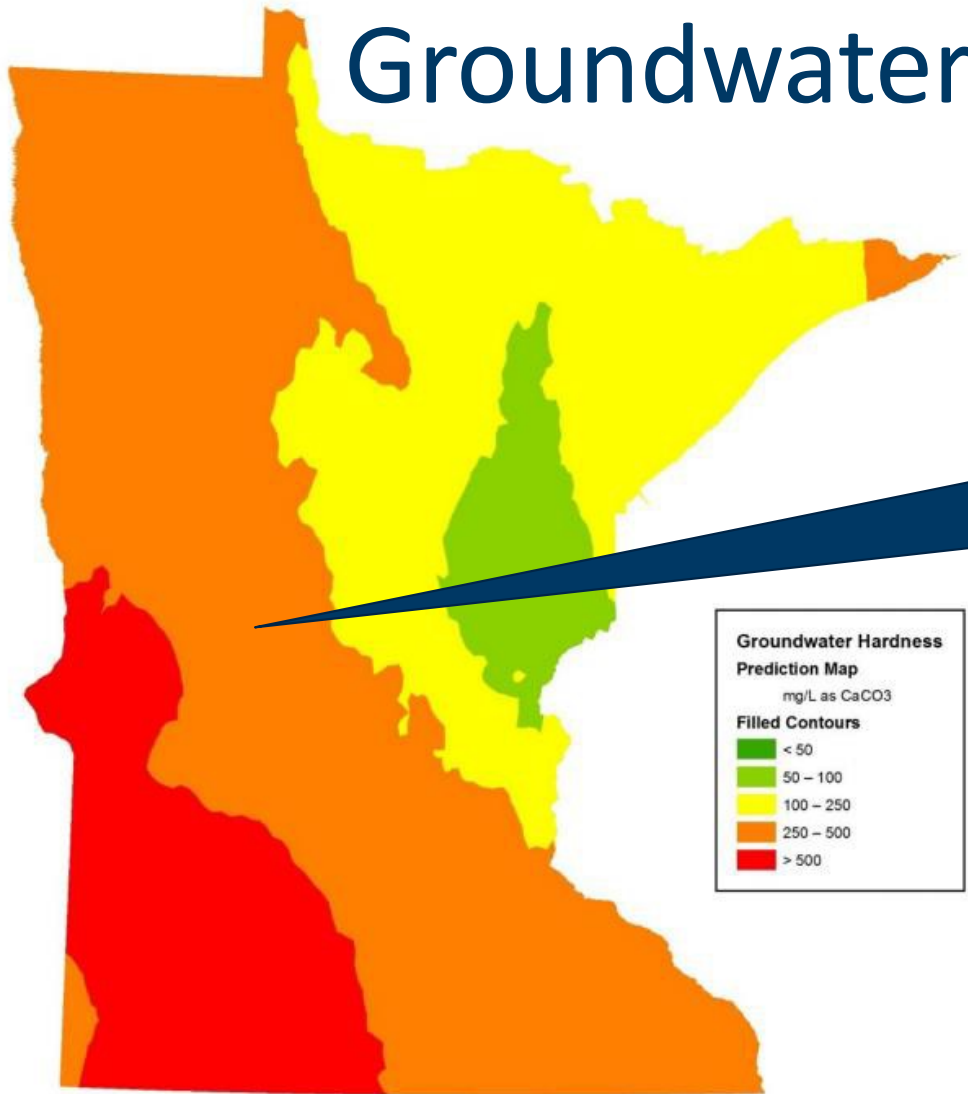 Groundwater
Groundwater Hardness
Prediction Map
mg/L as CaCO3
Filled Contours
< 50
50 – 100
100 – 250
250 – 500
> 500